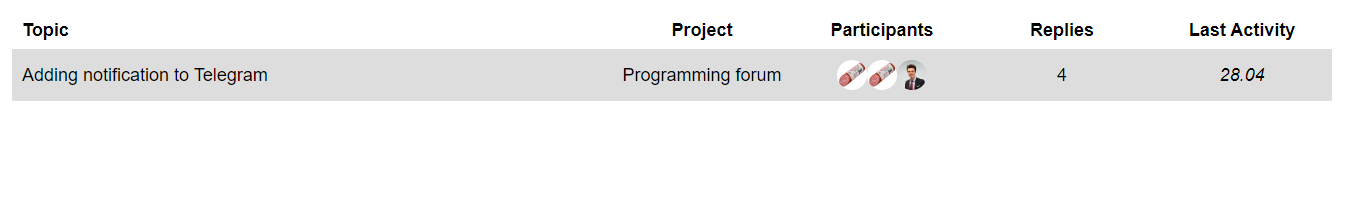 Topic Project Participants Replies Last Activity
Adding notification to Telegram Programming forum 4 28.04